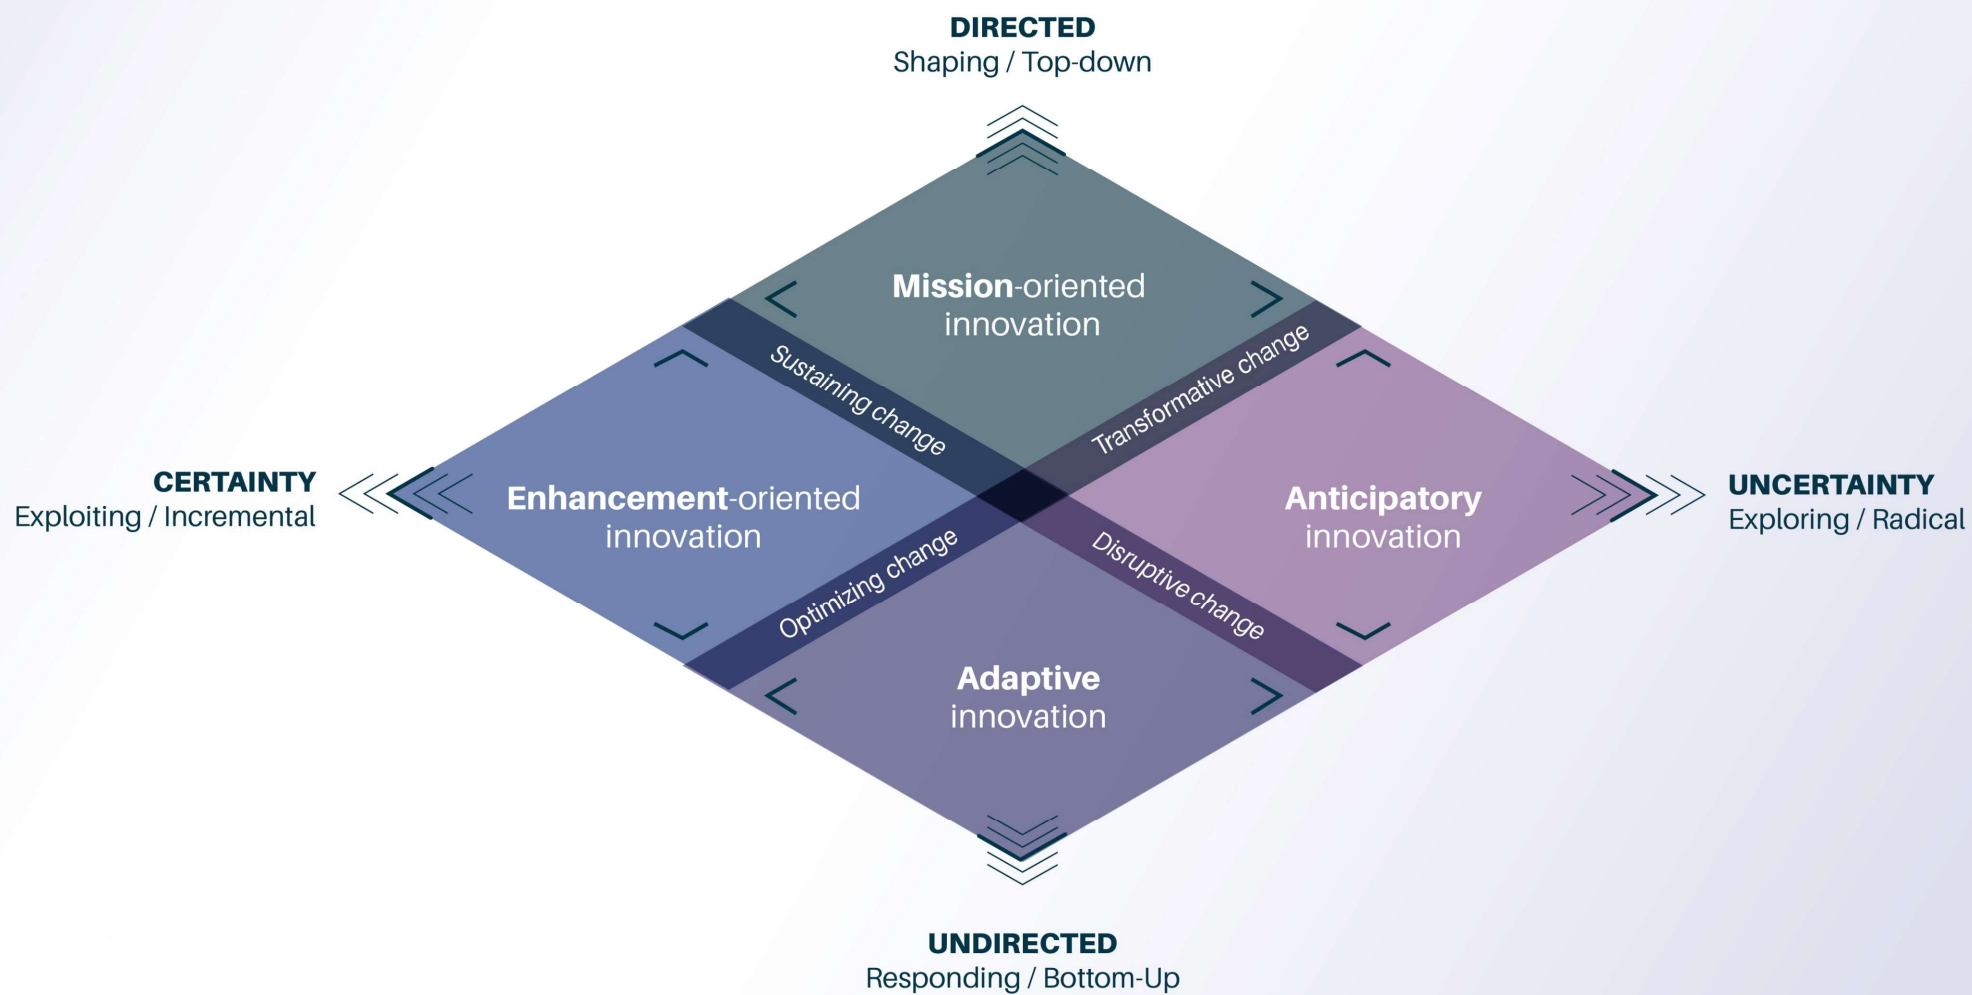 DIRECTED
Shaping / Top-down
Mission-oriented
innovation
Sustaining change
Transformative change
CERTAINTY
Exploiting / Incremental
Enhancement-oriented
innovation
Anticipatory
innovation
UNCERTAINTY
Exploring / Radical
Optimizing change
Disruptive change
Adaptive
innovation
UNDIRECTED
Responding / Bottom-Up